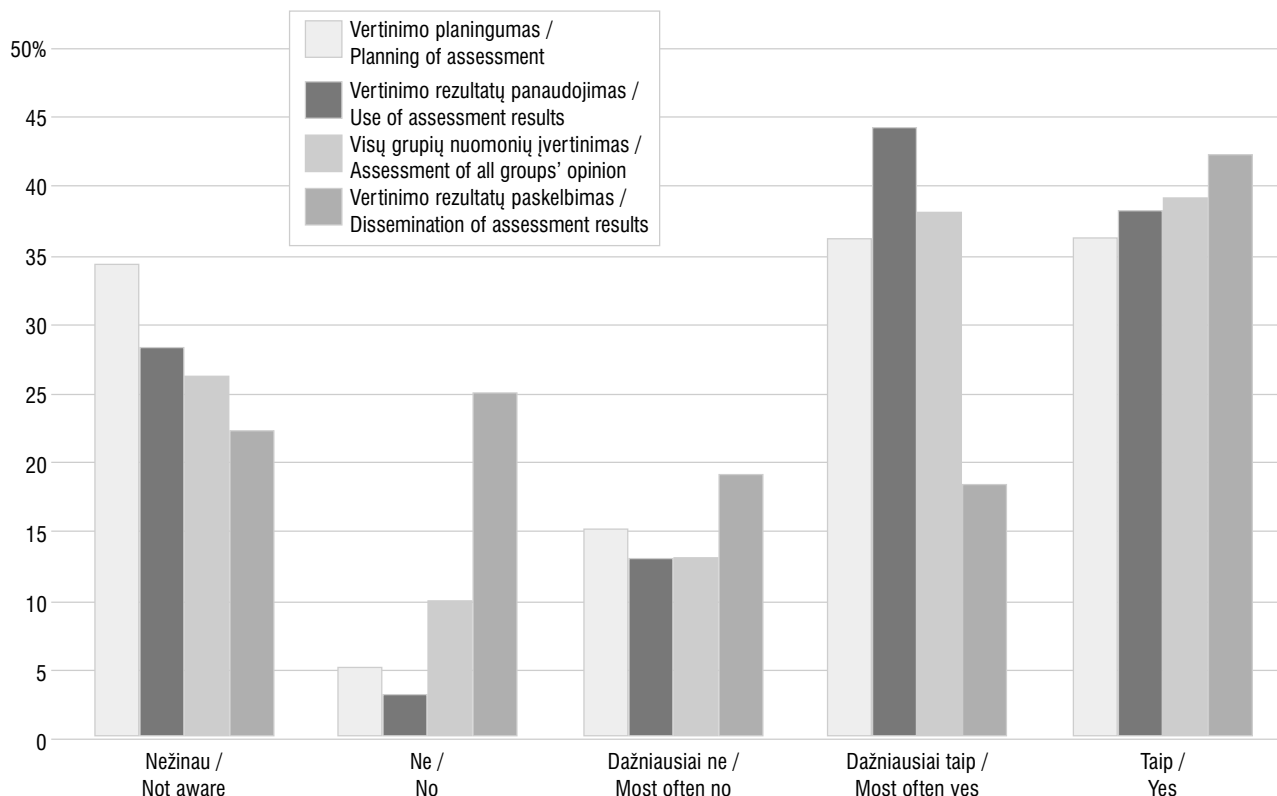 Vertinimo planingumas /
Planning of assessment
Vertinimo rezultatų panaudojimas /
Use of assessment results
Visų grupių nuomonių įvertinimas /
Assessment of all groups’ opinion
Vertinimo rezultatų paskelbimas /
Dissemination of assessment results
50%
45
40
35
30
25
20
15
10
5
0
Nežinau /
Not aware
Ne /
No
Dažniausiai ne /
Most often no
Dažniausiai taip /
Most often yes
Taip /
Yes